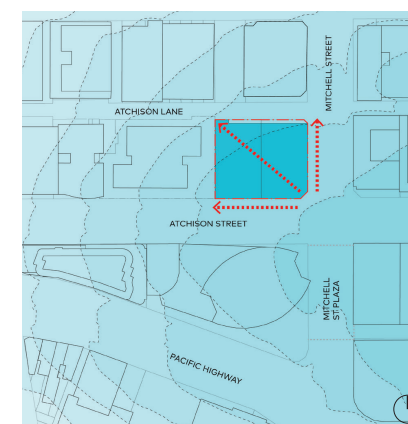 MITCHELL STREET
ATCHISON LANE
ATCHISON STREET
MITCHELL
ST PLAZA
PACIFIC HIGHWAY